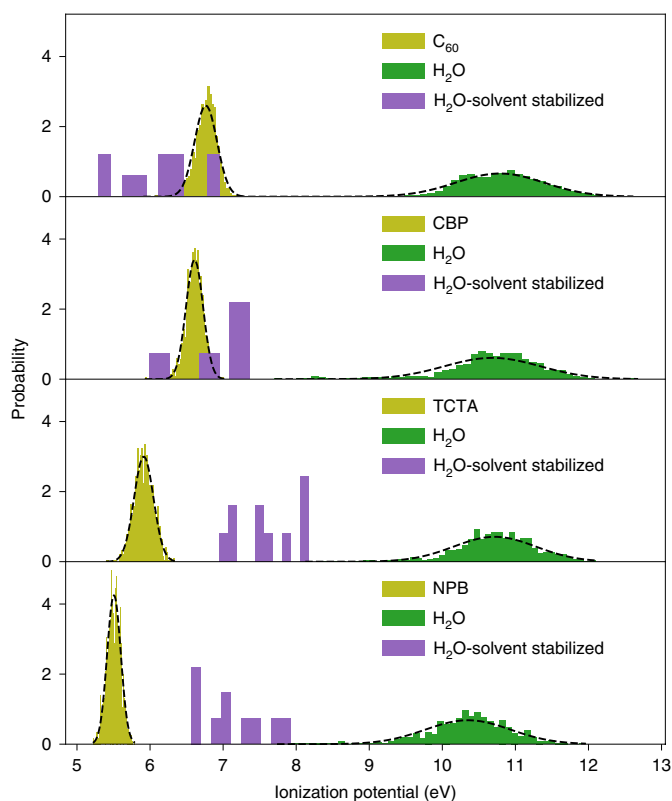 4
2
0
C₆₀
H₂O
H₂O-solvent stabilized
4
2
0
CBP
H₂O
H₂O-solvent stabilized
Probability
4
2
0
TCTA
H₂O
H₂O-solvent stabilized
4
2
0
NPB
H₂O
H₂O-solvent stabilized
5 6 7 8 9 10 11 12 13
Ionization potential (eV)